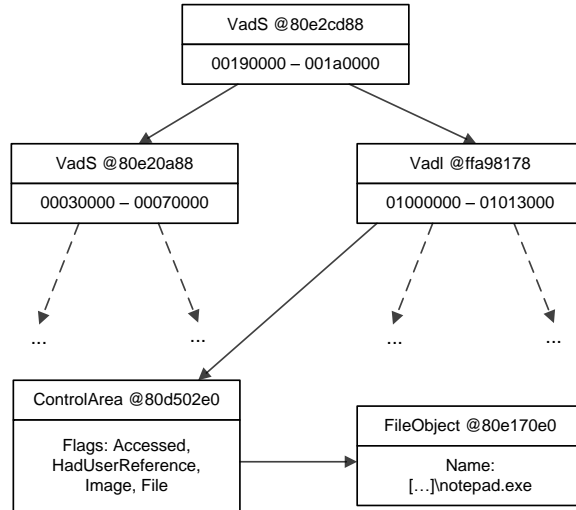 VadS @80e2cd88
00190000 – 001a0000
VadS @80e20a88
00030000 – 00070000
VadI @ffa98178
01000000 – 01013000
...
...
...
...
ControlArea @80d502e0
Flags: Accessed,
HadUserReference,
Image, File
FileObject @80e170e0
Name:
[…]\notepad.exe